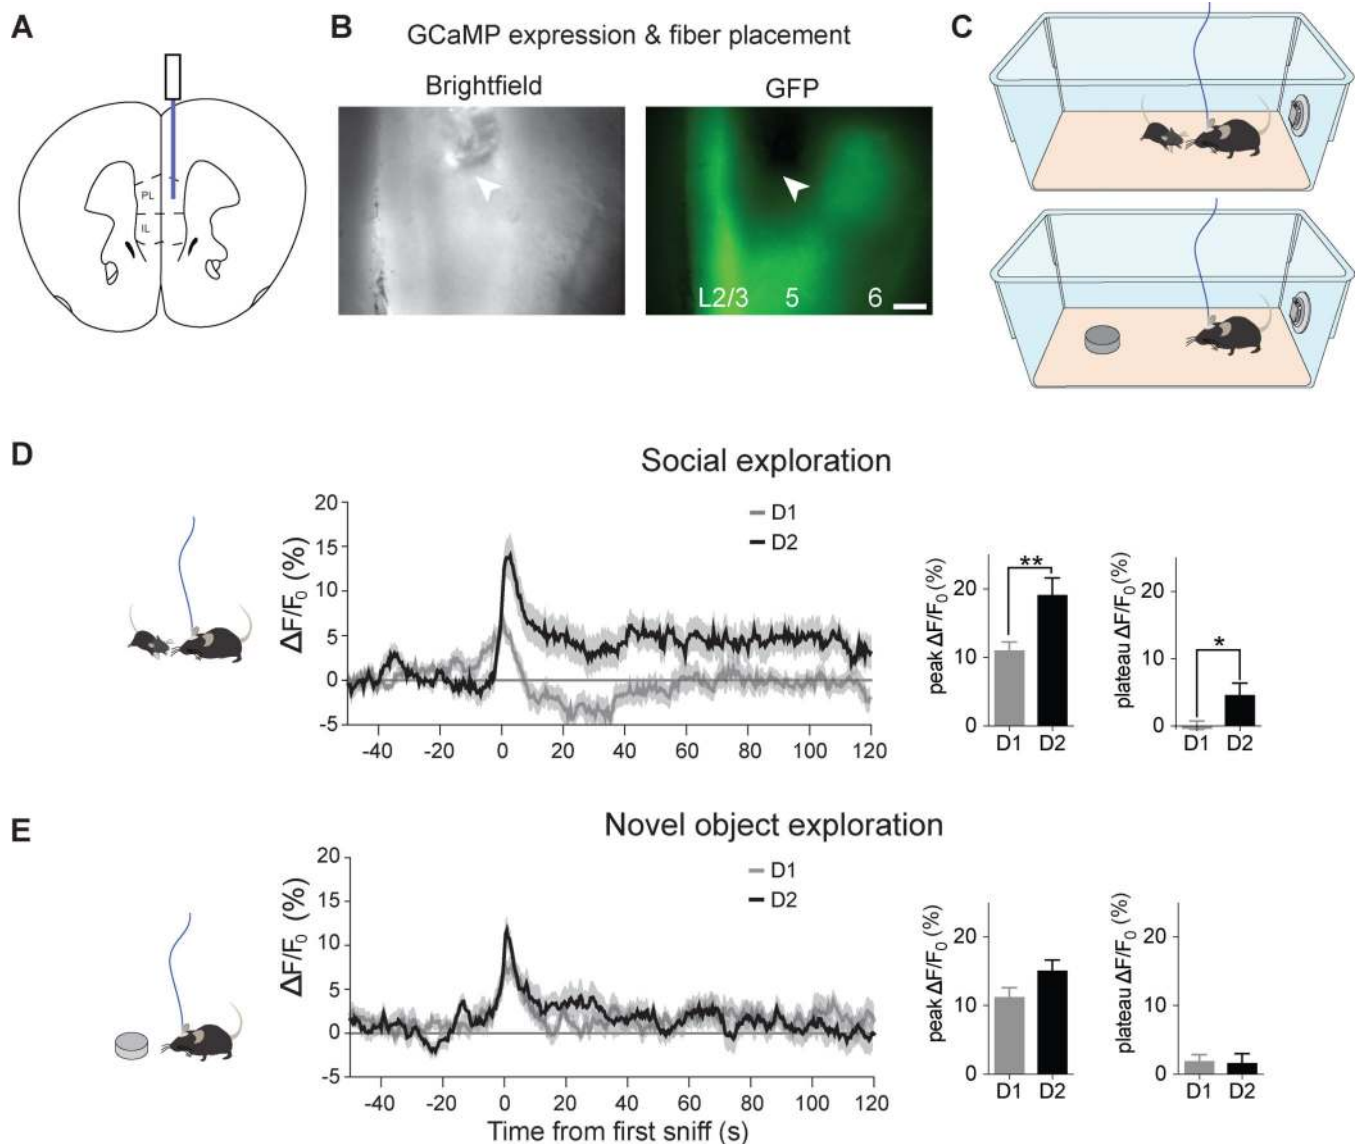 A
PL
IL
B
GCaMP expression & fiber placement
Brightfield
GFP
L2/3 5 6
C
D
Social exploration
ΔF/F0 (%)
20
15
10
5
0
-5
-40 -20 0 20 40 60 80 100 120
D1
D2
peak ΔF/F0 (%)
20
10
0
**
D1 D2
plateau ΔF/F0 (%)
20
10
0
*
D1 D2
E
Novel object exploration
ΔF/F0 (%)
20
15
10
5
0
-5
-40 -20 0 20 40 60 80 100 120
Time from first sniff (s)
D1
D2
peak ΔF/F0 (%)
20
10
0
D1 D2
plateau ΔF/F0 (%)
20
10
0
D1 D2